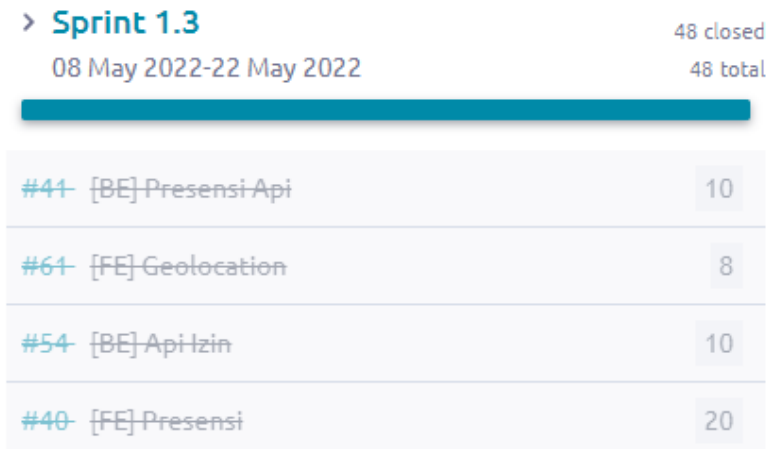 Sprint 1.3
48 closed
08 May 2022-22 May 2022
48 total
#41 [BE] Presensi Api 10
#61 [FE] Geolocation 8
#54 [BE] Api Izin 10
#40 [FE] Presensi 20